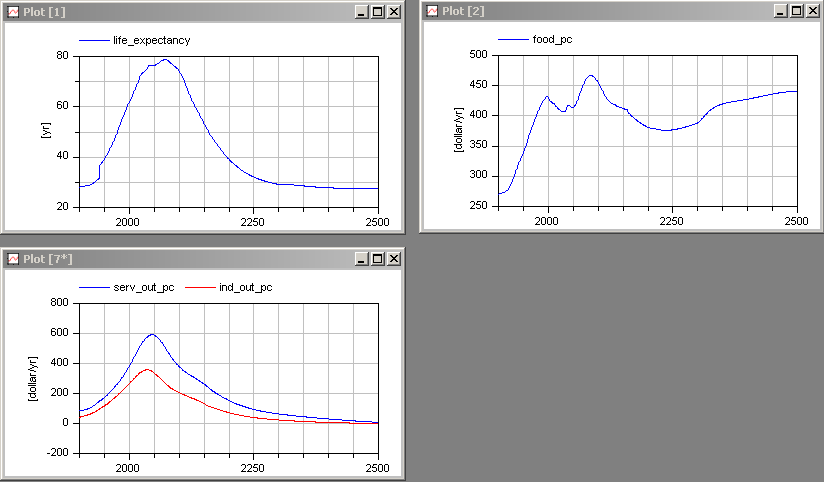 Plot [1]
life_expectancy
80
60
40
20
[yr]
2000 2250 2500
Plot [2]
food_pc
500
450
400
350
300
250
[dollar/yr]
2000 2250 2500
Plot [7*]
serv_out_pc ind_out_pc
800
600
400
200
0
-200
[dollar/yr]
2000 2250 2500